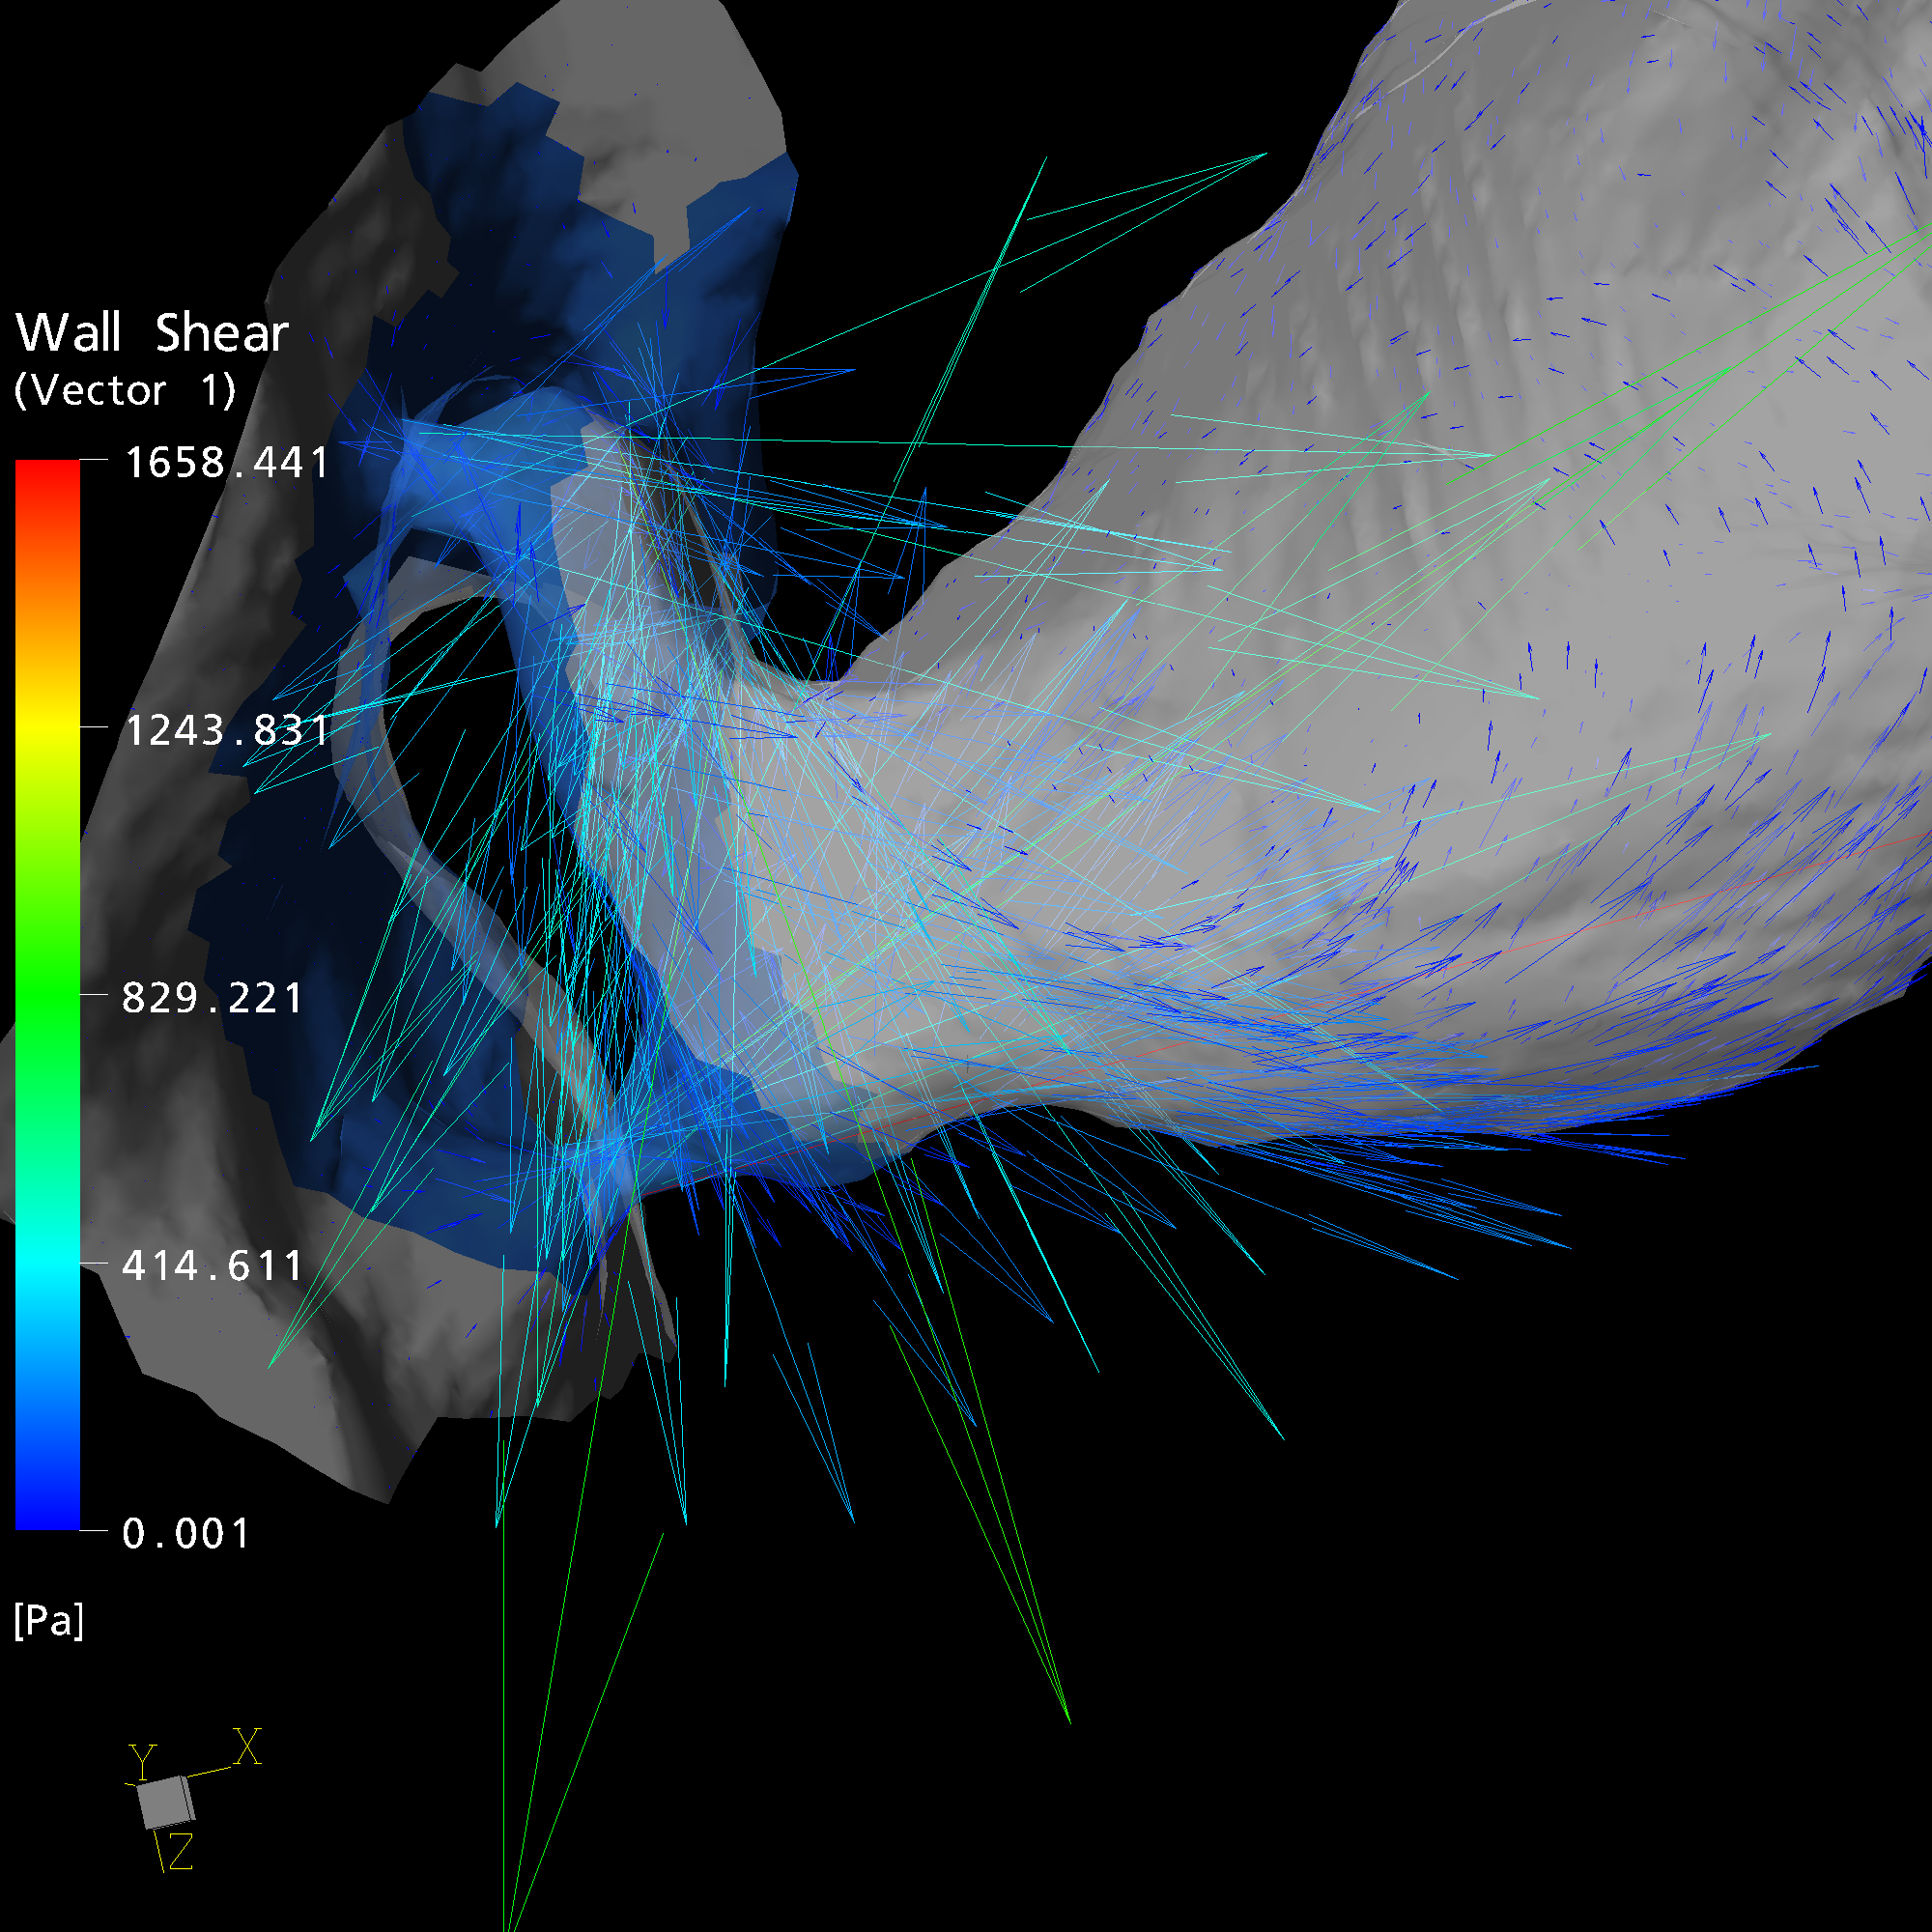 Wall Shear
(Vector 1)
1658.441
1243.831
829.221
414.611
0.001
[Pa]
Y
X
Z